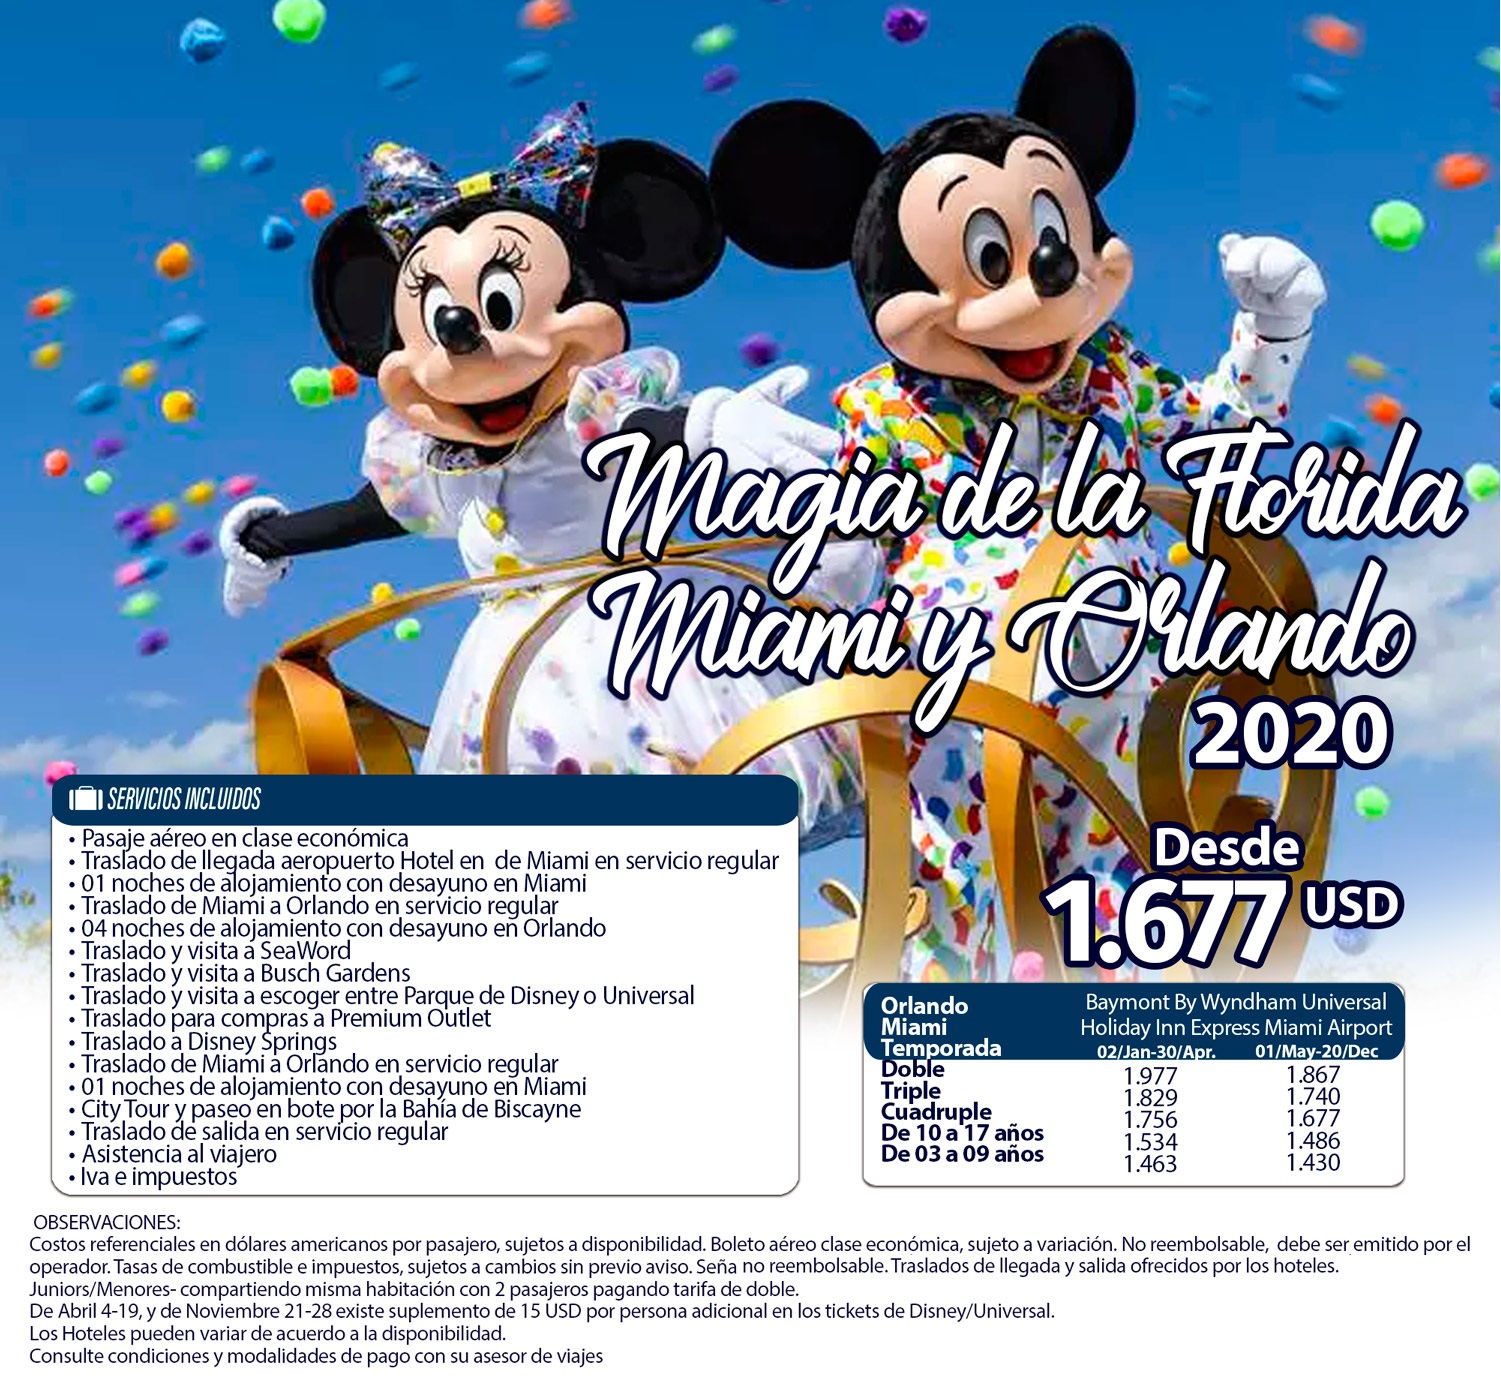 Magia de la Florida
Miami y Orlando
2020
Desde
1.677 USD
SERVICIOS INCLUIDOS
• Pasaje aéreo en clase económica
• Traslado de llegada aeropuerto Hotel en de Miami en servicio regular
• 01 noches de alojamiento con desayuno en Miami
• Traslado de Miami a Orlando en servicio regular
• 04 noches de alojamiento con desayuno en Orlando
• Traslado y visita a SeaWord
• Traslado y visita a Busch Gardens
• Traslado y visita a escoger entre Parque de Disney o Universal
• Traslado para compras a Premium Outlet
• Traslado a Disney Springs
• Traslado de Miami a Orlando en servicio regular
• 01 noches de alojamiento con desayuno en Miami
• City Tour y paseo en bote por la Bahía de Biscayne
• Traslado de salida en servicio regular
• Asistencia al viajero
• Iva e impuestos
Orlando Baymont By Wyndham Universal
Miami Holiday Inn Express Miami Airport
Temporada 02/Jan-30/Apr. 01/May-20/Dec
Doble 1.977 1.867
Triple 1.829 1.740
Cuadruple 1.756 1.677
De 10 a 17 años 1.534 1.486
De 03 a 09 años 1.463 1.430
OBSERVACIONES:
Costos referenciales en dólares americanos por pasajero, sujetos a disponibilidad. Boleto aéreo clase económica, sujeto a variación. No reembolsable, debe ser emitido por el
operador. Tasas de combustible e impuestos, sujetos a cambios sin previo aviso. Seña no reembolsable. Traslados de llegada y salida ofrecidos por los hoteles.
Juniors/Menores- compartiendo misma habitación con 2 pasajeros pagando tarifa de doble.
De Abril 4-19, y de Noviembre 21-28 existe suplemento de 15 USD por persona adicional en los tickets de Disney/Universal.
Los Hoteles pueden variar de acuerdo a la disponibilidad.
Consulte condiciones y modalidades de pago con su asesor de viajes